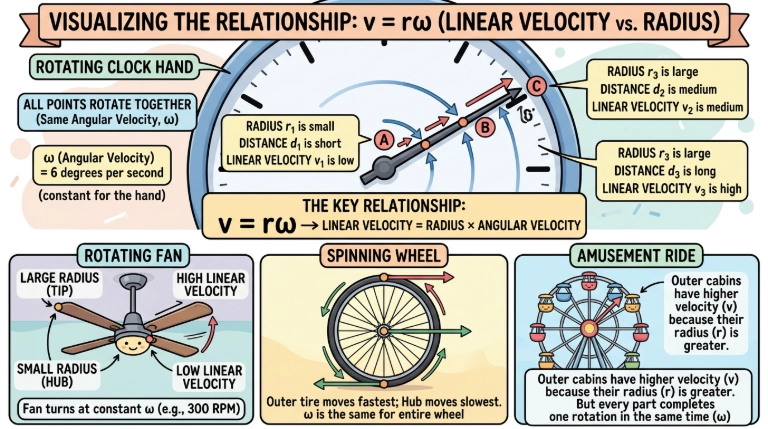 VISUALIZING THE RELATIONSHIP: v = rω (LINEAR VELOCITY vs. RADIUS)
ROTATING CLOCK HAND
ALL POINTS ROTATE TOGETHER
(Same Angular Velocity, ω)
ω (Angular Velocity)
= 6 degrees per second
(constant for the hand)
RADIUS r₁ is small
DISTANCE d₁ is short
LINEAR VELOCITY v₁ is low
A
B
C
RADIUS r₃ is large
DISTANCE d₂ is medium
LINEAR VELOCITY v₂ is medium
RADIUS r₃ is large
DISTANCE d₃ is long
LINEAR VELOCITY v₃ is high
THE KEY RELATIONSHIP:
v = rω → LINEAR VELOCITY = RADIUS × ANGULAR VELOCITY
ROTATING FAN
LARGE RADIUS
(TIP)
HIGH LINEAR
VELOCITY
SMALL RADIUS
(HUB)
LOW LINEAR
VELOCITY
Fan turns at constant ω (e.g., 300 RPM)
SPINNING WHEEL
Outer tire moves fastest; Hub moves slowest.
ω is the same for entire wheel
AMUSEMENT RIDE
Outer cabins
have higher
velocity (v)
because their
radius (r) is
greater.
Outer cabins have higher velocity (v)
because their radius (r) is greater.
But every part completes
one rotation in the same time (ω)